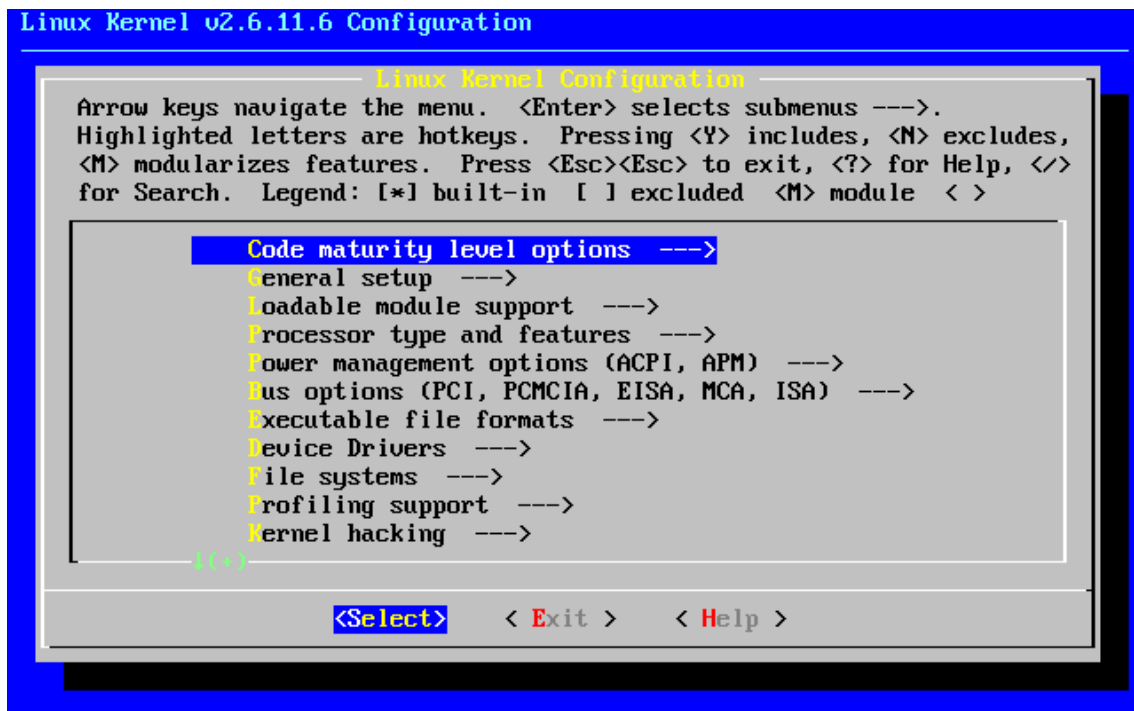 Linux Kernel v2.6.11.6 Configuration
Linux Kernel Configuration
Arrow keys navigate the menu.  <Enter> selects submenus --->.
Highlighted letters are hotkeys.  Pressing <Y> includes, <N> excludes,
<M> modularizes features.  Press <Esc><Esc> to exit, <?> for Help, </>
for Search.  Legend: [*] built-in  [ ] excluded  <M> module  < >
Code maturity level options  --->
General setup  --->
Loadable module support  --->
Processor type and features  --->
Power management options (ACPI, APM)  --->
Bus options (PCI, PCMCIA, EISA, MCA, ISA)  --->
Executable file formats  --->
Device Drivers  --->
File systems  --->
Profiling support  --->
Kernel hacking  --->
↓(+)
<Select>    < Exit >    < Help >